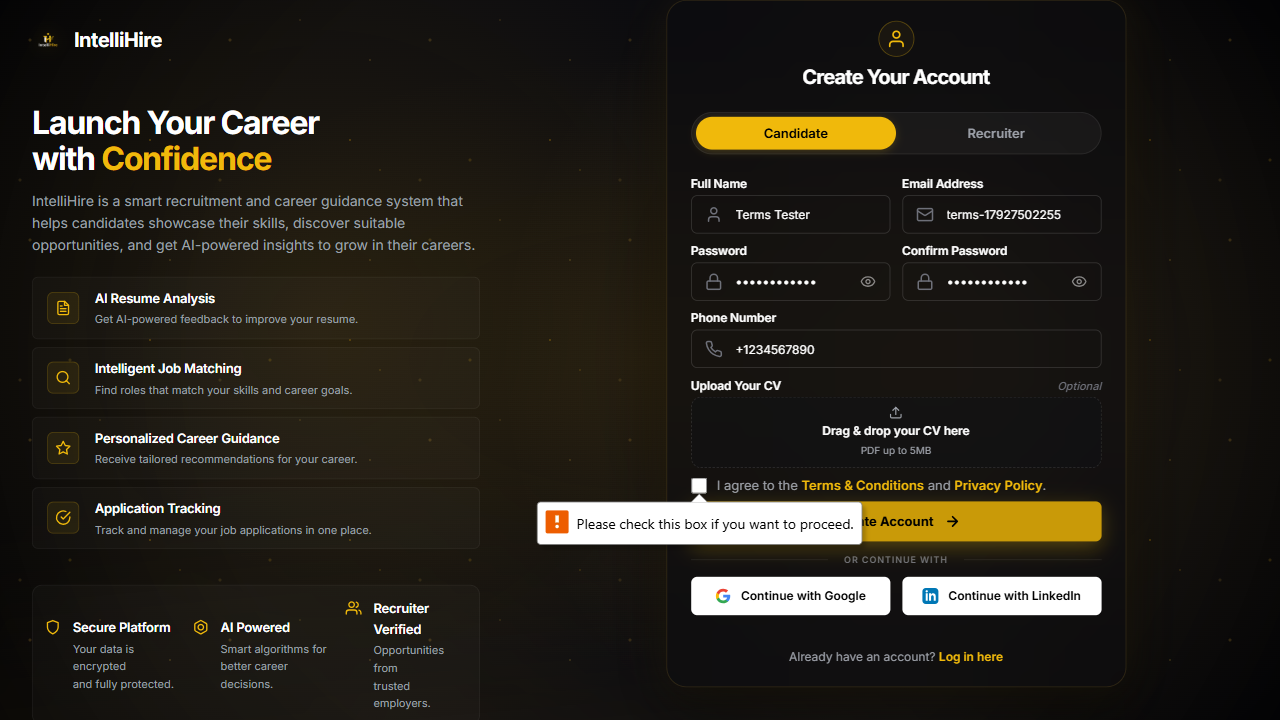 IntelliHire
Launch Your Career
with Confidence
IntelliHire is a smart recruitment and career guidance system that
helps candidates showcase their skills, discover suitable
opportunities, and get AI-powered insights to grow in their careers.
AI Resume Analysis
Get AI-powered feedback to improve your resume.
Intelligent Job Matching
Find roles that match your skills and career goals.
Personalized Career Guidance
Receive tailored recommendations for your career.
Application Tracking
Track and manage your job applications in one place.
Secure Platform
Your data is
encrypted
and fully protected.
AI Powered
Smart algorithms for
better career
decisions.
Recruiter
Verified
Opportunities
from
trusted
employers.
Create Your Account
Candidate
Recruiter
Full Name
Email Address
Terms Tester
terms-17927502255
Password
Confirm Password
••••••••••••
••••••••••••
Phone Number
+1234567890
Upload Your CV
Optional
Drag & drop your CV here
PDF up to 5MB
I agree to the Terms & Conditions and Privacy Policy.
Please check this box if you want to proceed.
Account
OR CONTINUE WITH
Continue with Google
Continue with LinkedIn
Already have an account? Log in here